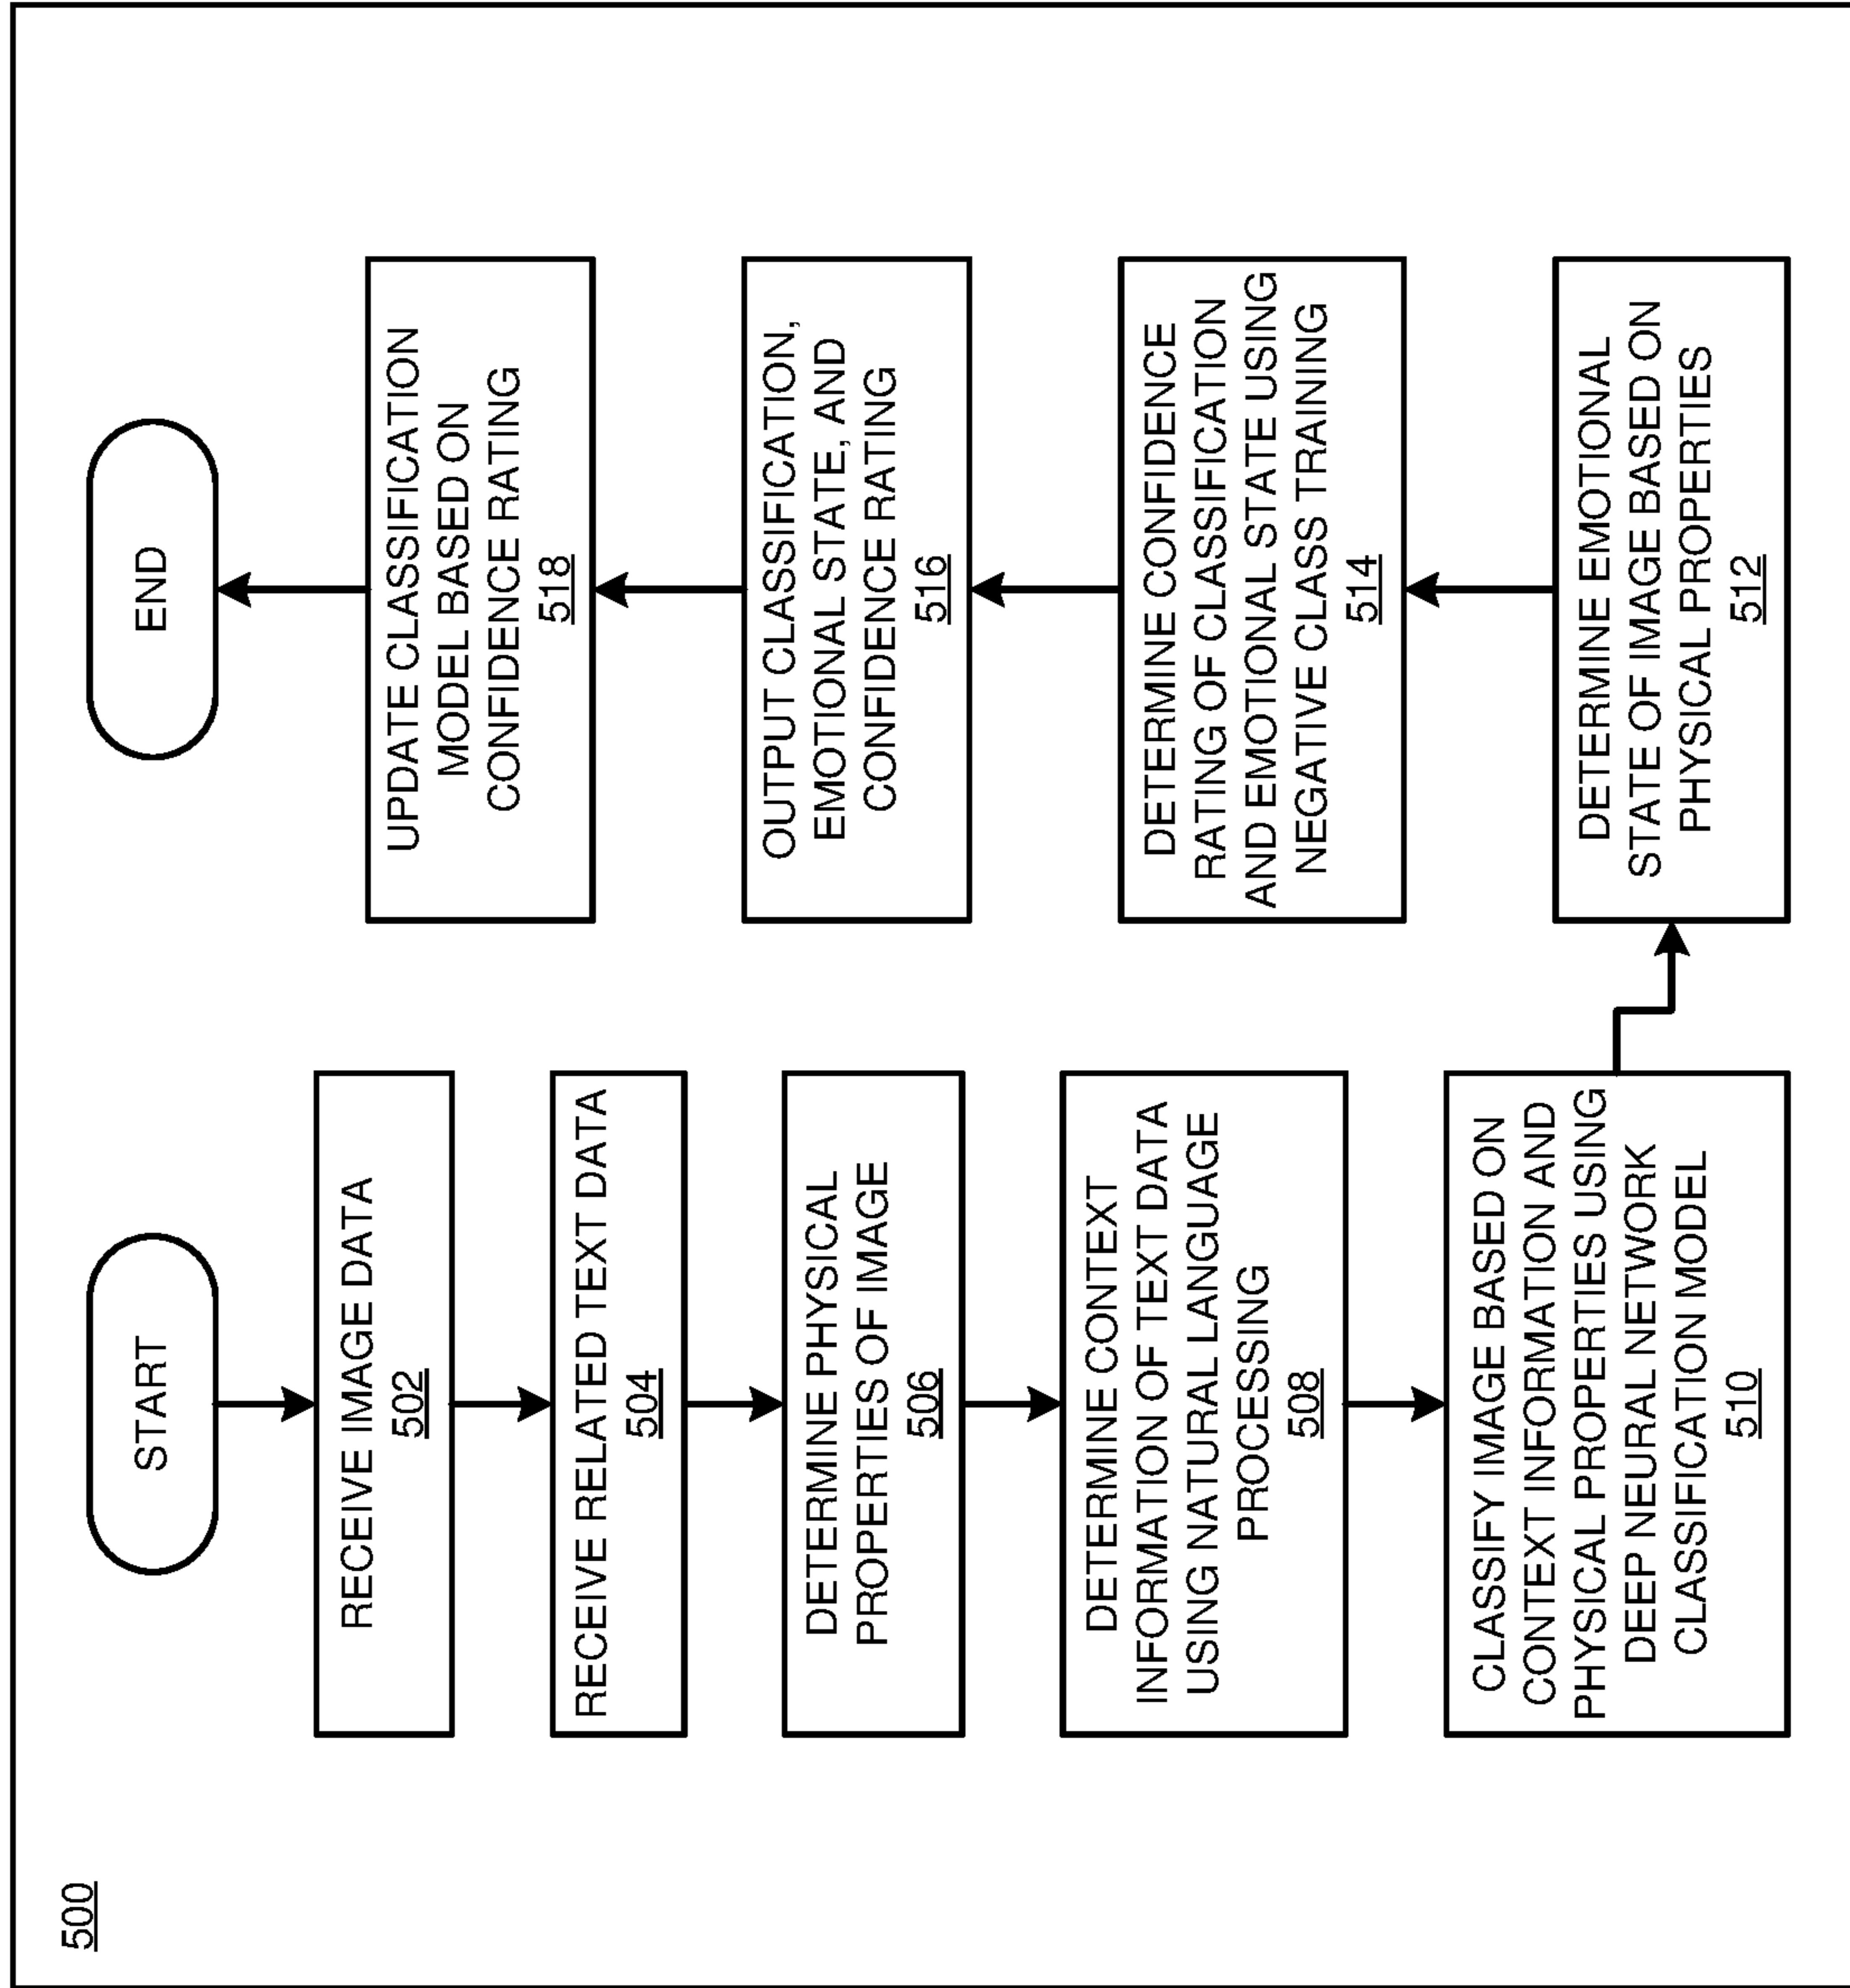 500
START
RECEIVE IMAGE DATA
502
RECEIVE RELATED TEXT DATA
504
DETERMINE PHYSICAL
PROPERTIES OF IMAGE
506
DETERMINE CONTEXT
INFORMATION OF TEXT DATA
USING NATURAL LANGUAGE
PROCESSING
508
CLASSIFY IMAGE BASED ON
CONTEXT INFORMATION AND
PHYSICAL PROPERTIES USING
DEEP NEURAL NETWORK
CLASSIFICATION MODEL
510
DETERMINE EMOTIONAL
STATE OF IMAGE BASED ON
PHYSICAL PROPERTIES
512
DETERMINE CONFIDENCE
RATING OF CLASSIFICATION
AND EMOTIONAL STATE USING
NEGATIVE CLASS TRAINING
514
OUTPUT CLASSIFICATION,
EMOTIONAL STATE, AND
CONFIDENCE RATING
516
UPDATE CLASSIFICATION
MODEL BASED ON
CONFIDENCE RATING
518
END